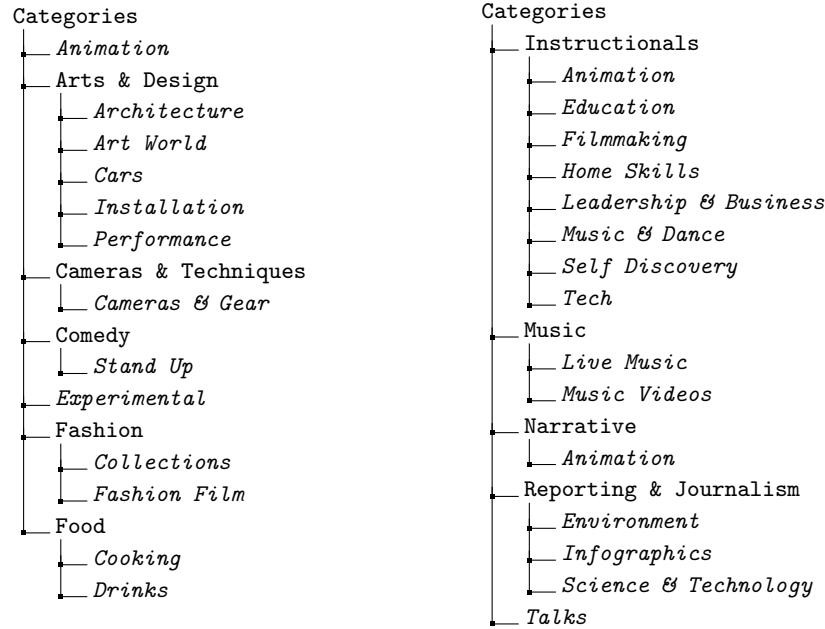 Categories
Animation
Arts & Design
Architecture
Art World
Cars
Installation
Performance
Cameras & Techniques
Cameras & Gear
Comedy
Stand Up
Experimental
Fashion
Collections
Fashion Film
Food
Cooking
Drinks
Categories
Instructionals
Animation
Education
Filmmaking
Home Skills
Leadership & Business
Music & Dance
Self Discovery
Tech
Music
Live Music
Music Videos
Narrative
Animation
Reporting & Journalism
Environment
Infographics
Science & Technology
Talks